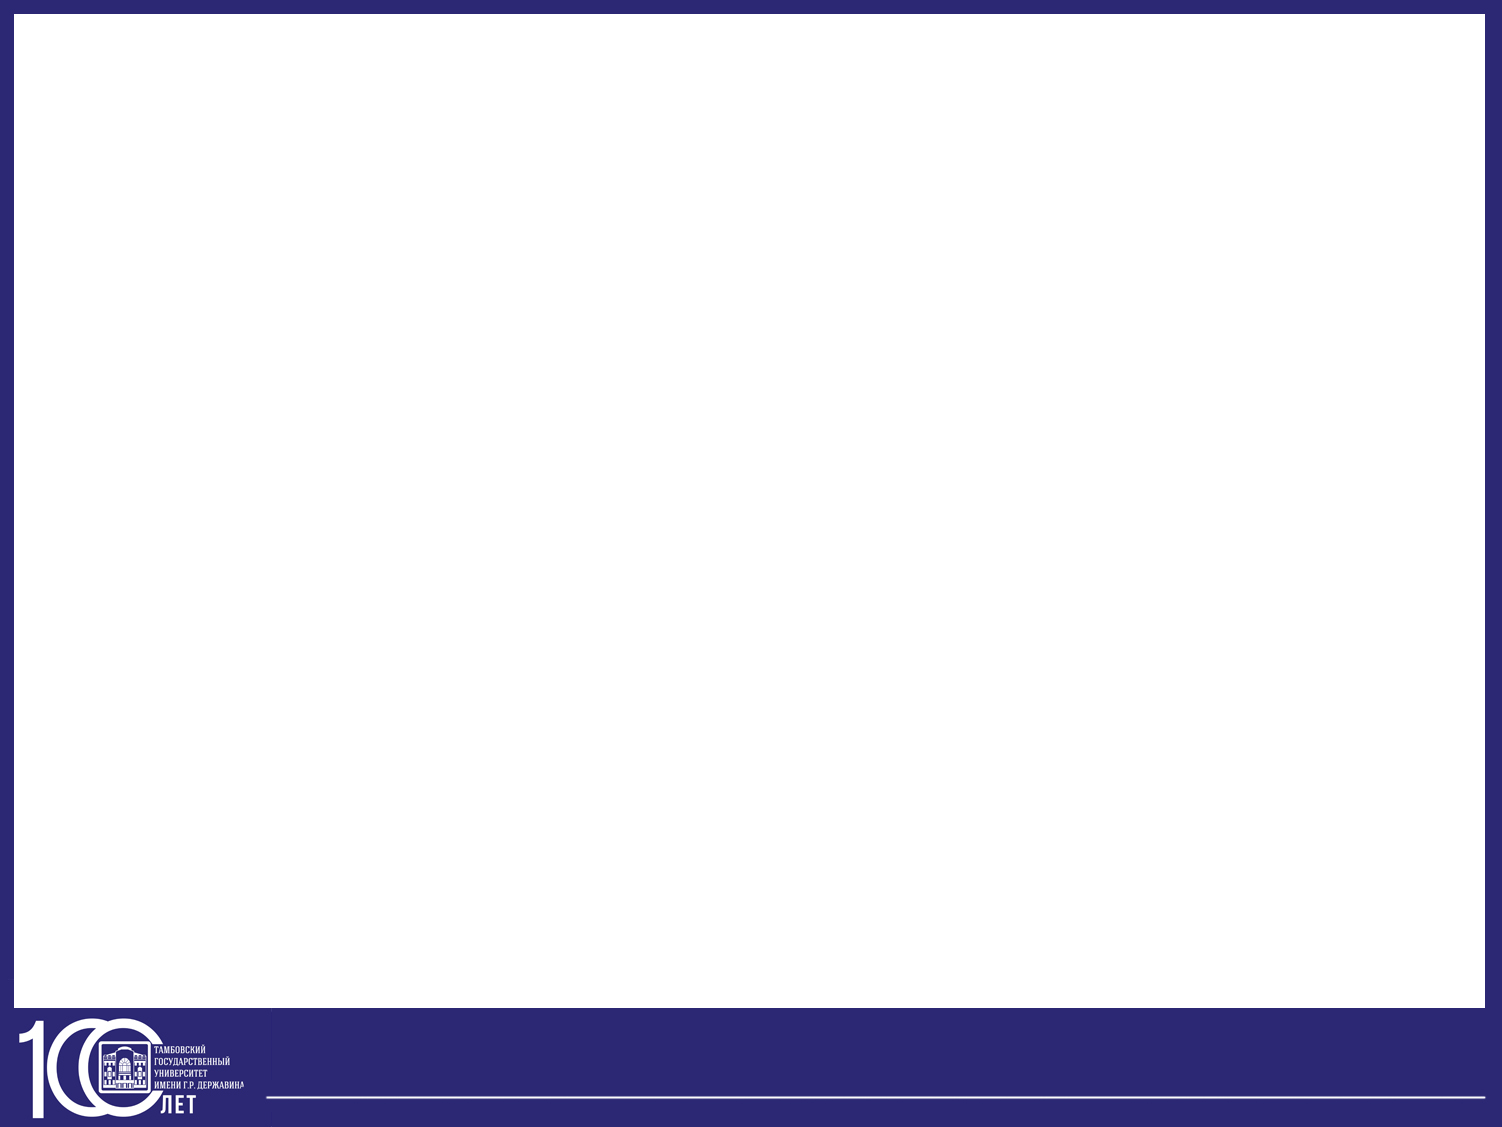 100
ТАМБОВСКИЙ
ГОСУДАРСТВЕННЫЙ
УНИВЕРСИТЕТ
ИМЕНИ Г.Р. ДЕРЖАВИНА
ЛЕТ